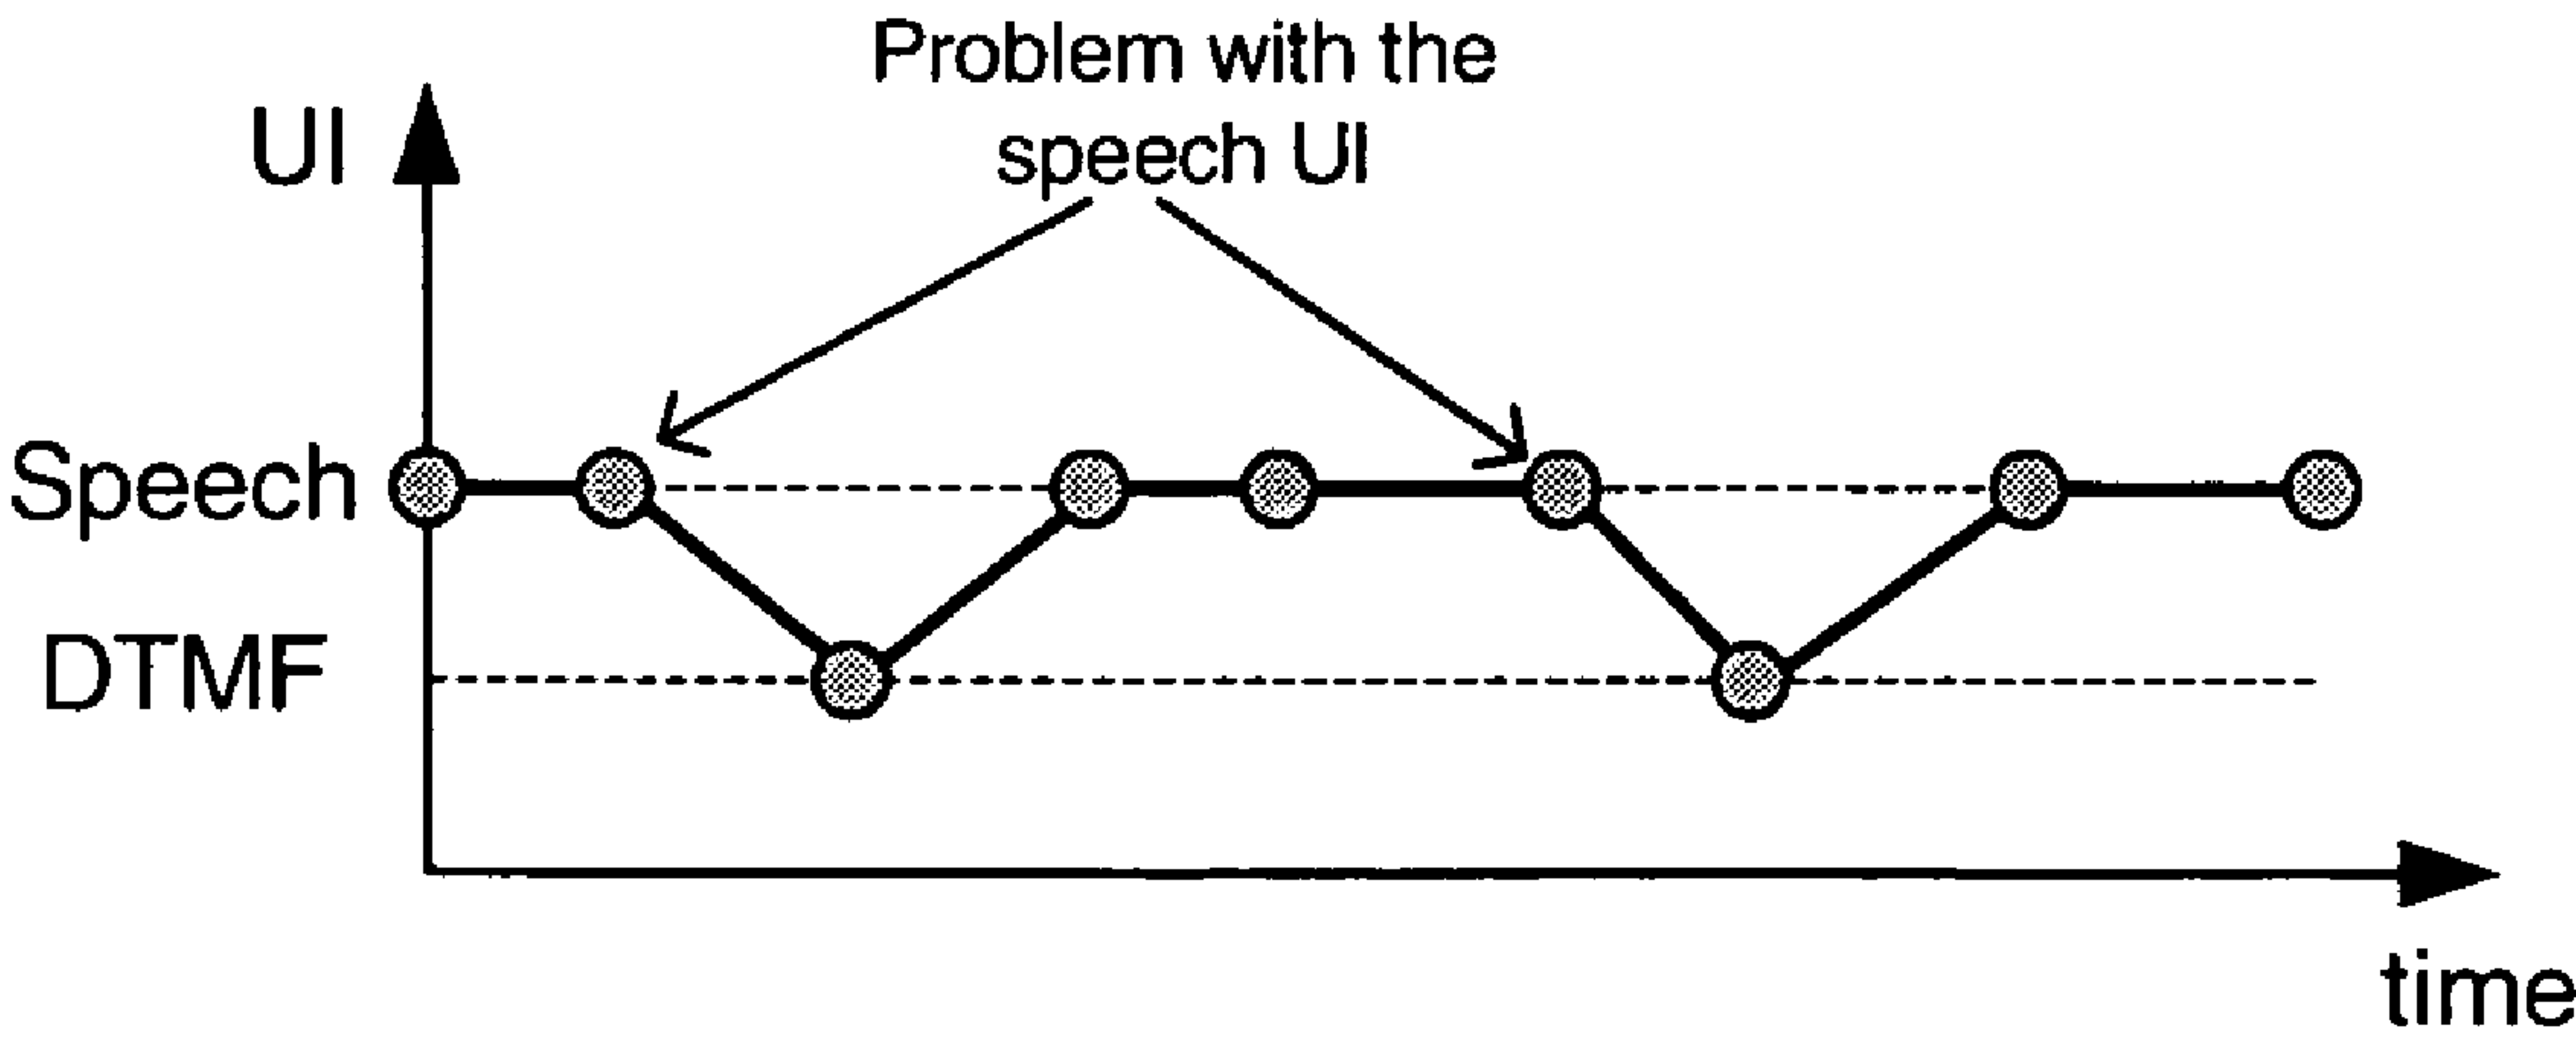 Problem with the
speech UI
UI
Speech
DTMF
time